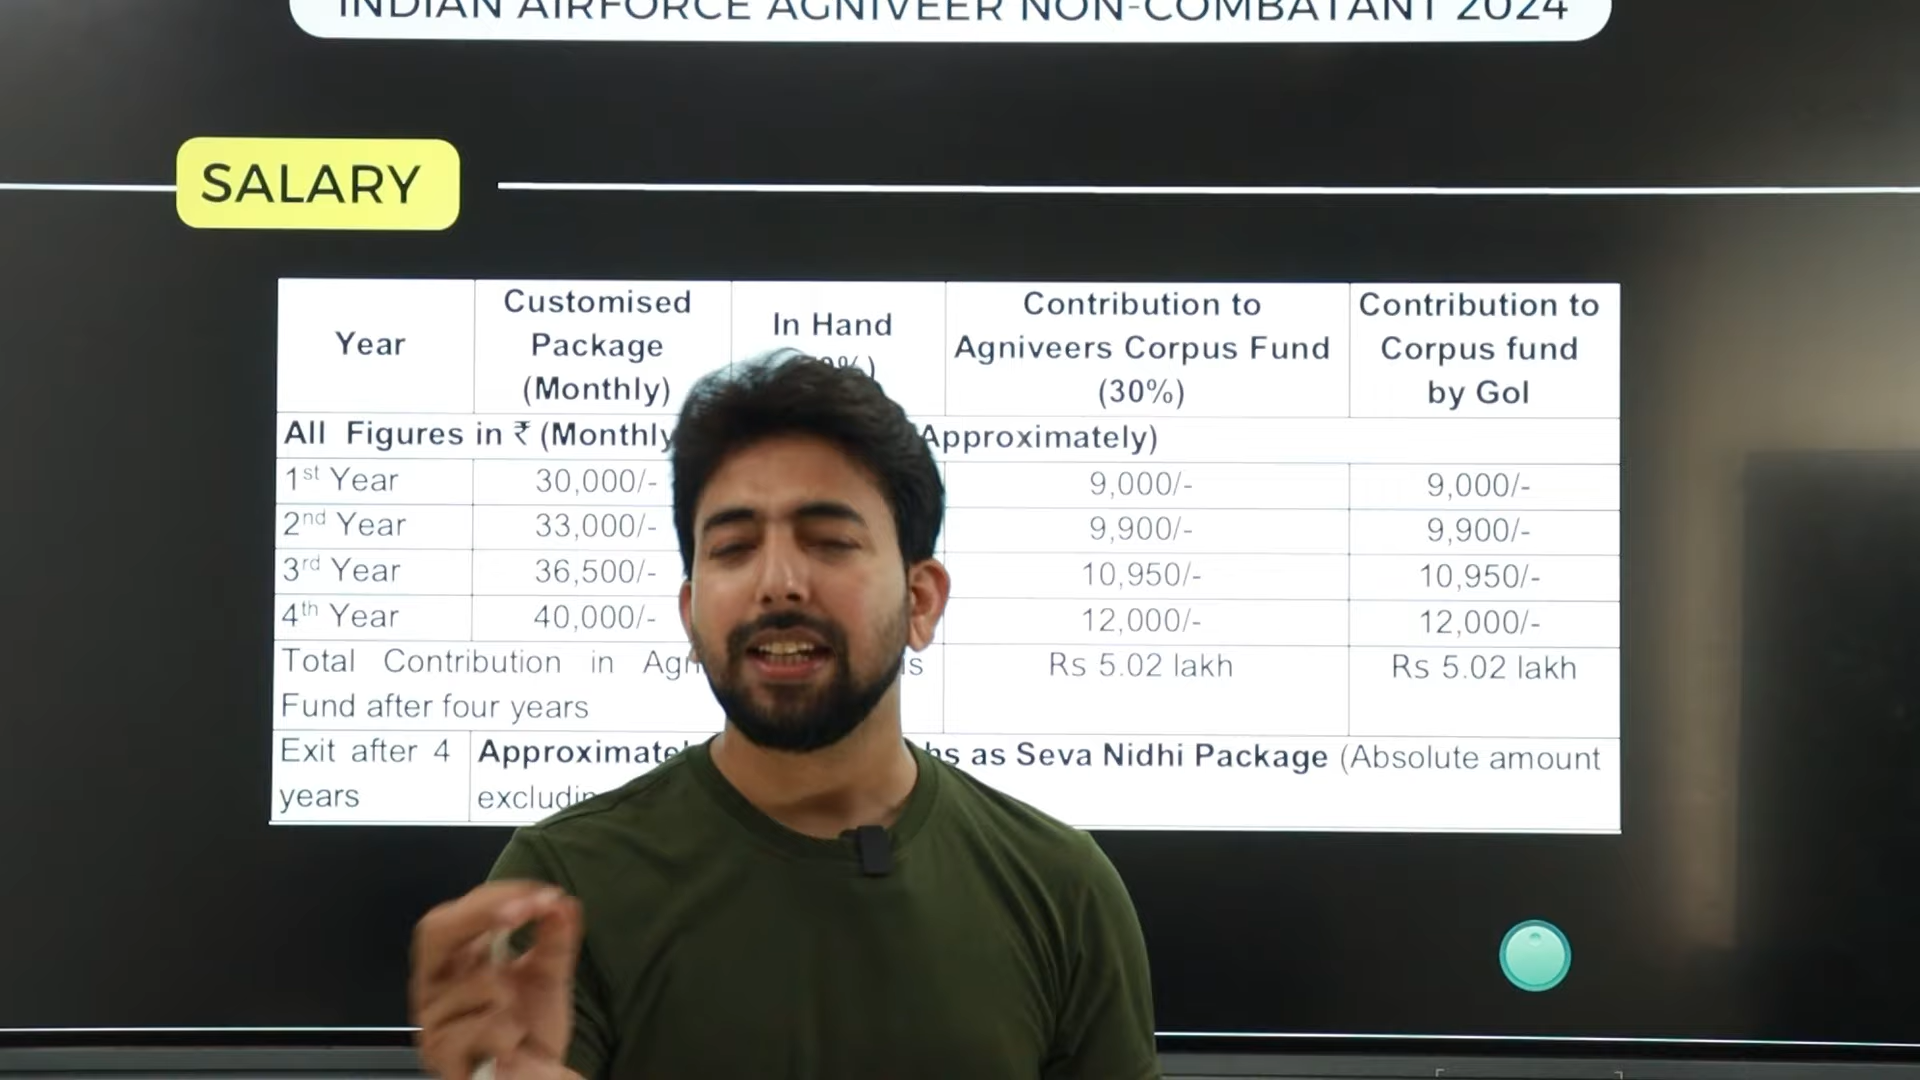 INDIAN AIRFORCE AGNIVEER NON-COMBATANT 2024
SALARY
Year
Customised
Package
(Monthly)
In Hand
Contribution to
Agniveers Corpus Fund
(30%)
Contribution to
Corpus fund
by GoI
All Figures in ₹ (Monthly Approximately)
1st Year 30,000/- 9,000/- 9,000/-
2nd Year 33,000/- 9,900/- 9,900/-
3rd Year 36,500/- 10,950/- 10,950/-
4th Year 40,000/- 12,000/- 12,000/-
Total Contribution in Rs 5.02 lakh Rs 5.02 lakh
Fund after four years
Exit after 4
years
as Seva Nidhi Package (Absolute amount